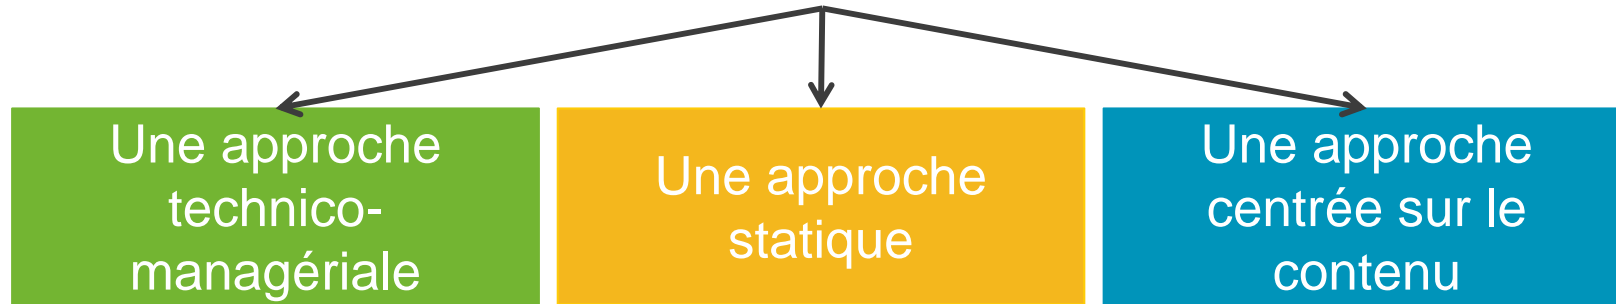 Une approche
technico-
managériale
Une approche
statique
Une approche
centrée sur le
contenu